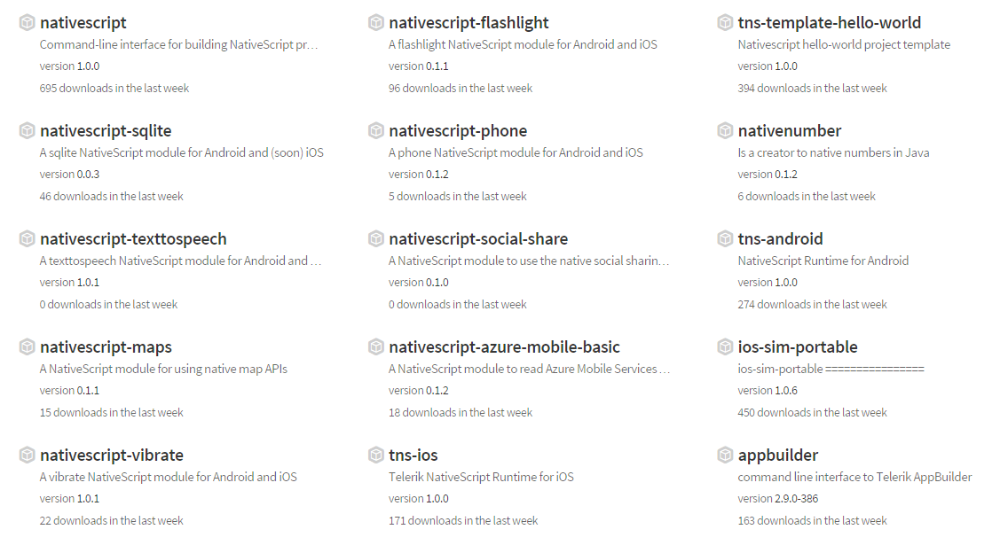 nativescript
Command-line interface for building NativeScript pr…
version 1.0.0
695 downloads in the last week
nativescript-flashlight
A flashlight NativeScript module for Android and iOS
version 0.1.1
96 downloads in the last week
tns-template-hello-world
Nativescript hello-world project template
version 1.0.0
394 downloads in the last week
nativescript-sqlite
A sqlite NativeScript module for Android and (soon) iOS
version 0.0.3
46 downloads in the last week
nativescript-phone
A phone NativeScript module for Android and iOS
version 0.1.2
5 downloads in the last week
nativenumber
Is a creator to native numbers in Java
version 0.1.2
6 downloads in the last week
nativescript-texttospeech
A texttospeech NativeScript module for Android and …
version 1.0.1
0 downloads in the last week
nativescript-social-share
A NativeScript module to use the native social sharin…
version 0.1.0
0 downloads in the last week
tns-android
NativeScript Runtime for Android
version 1.0.0
274 downloads in the last week
nativescript-maps
A NativeScript module for using native map APIs
version 0.1.1
15 downloads in the last week
nativescript-azure-mobile-basic
A NativeScript module to read Azure Mobile Services …
version 0.1.2
18 downloads in the last week
ios-sim-portable
ios-sim-portable ================
version 1.0.6
450 downloads in the last week
nativescript-vibrate
A vibrate NativeScript module for Android and iOS
version 1.0.1
22 downloads in the last week
tns-ios
Telerik NativeScript Runtime for iOS
version 1.0.0
171 downloads in the last week
appbuilder
command line interface to Telerik AppBuilder
version 2.9.0-386
163 downloads in the last week